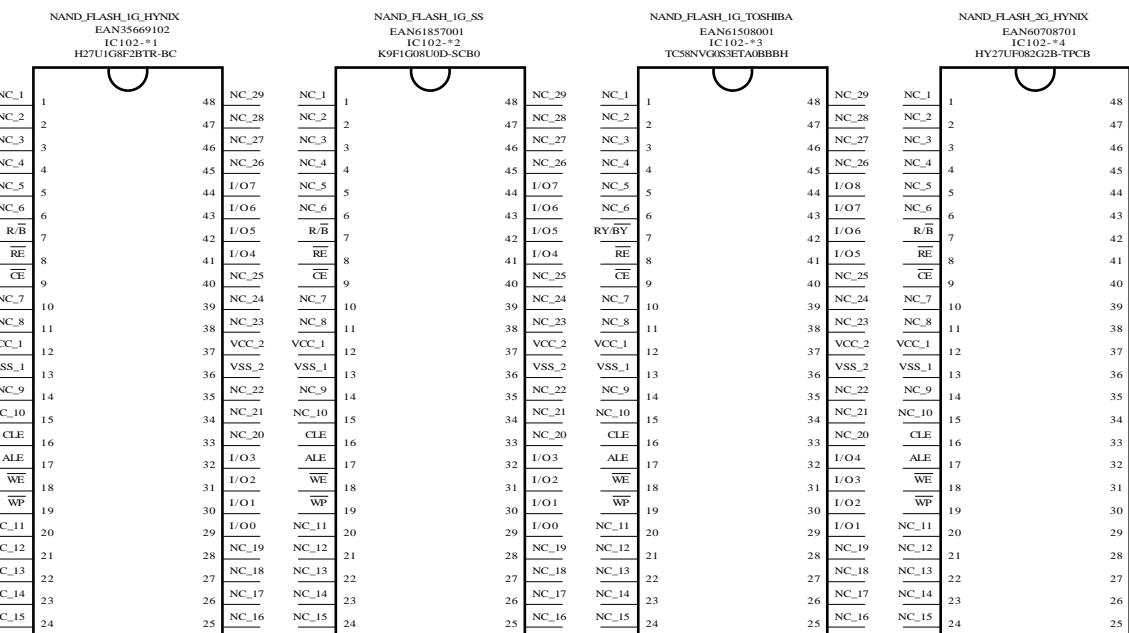 NAND_FLASH_1G_HYNIX
EAN35669102
IC102-*1
H27U1G8F2BTR-BC
NC_1 1 48 NC_29
NC_2 2 47 NC_28
NC_3 3 46 NC_27
NC_4 4 45 NC_26
NC_5 5 44 I/O7
NC_6 6 43 I/O6
R/B 7 42 I/O5
RE 8 41 I/O4
CE 9 40 NC_25
NC_7 10 39 NC_24
NC_8 11 38 NC_23
CC_1 12 37 VCC_2
SS_1 13 36 VSS_2
NC_9 14 35 NC_22
C_10 15 34 NC_21
CLE 16 33 NC_20
ALE 17 32 I/O3
WE 18 31 I/O2
WP 19 30 I/O1
C_11 20 29 I/O0
C_12 21 28 NC_19
C_13 22 27 NC_18
C_14 23 26 NC_17
C_15 24 25 NC_16
NAND_FLASH_1G_SS
EAN61857001
IC102-*2
K9F1G08U0D-SCB0
NC_1 1 48 NC_29
NC_2 2 47 NC_28
NC_3 3 46 NC_27
NC_4 4 45 NC_26
NC_5 5 44 I/O7
NC_6 6 43 I/O6
R/B 7 42 I/O5
RE 8 41 I/O4
CE 9 40 NC_25
NC_7 10 39 NC_24
NC_8 11 38 NC_23
VCC_1 12 37 VCC_2
VSS_1 13 36 VSS_2
NC_9 14 35 NC_22
NC_10 15 34 NC_21
CLE 16 33 NC_20
ALE 17 32 I/O3
WE 18 31 I/O2
WP 19 30 I/O1
NC_11 20 29 I/O0
NC_12 21 28 NC_19
NC_13 22 27 NC_18
NC_14 23 26 NC_17
NC_15 24 25 NC_16
NAND_FLASH_1G_TOSHIBA
EAN61508001
IC102-*3
TC58NVG0S3ETA0BBBH
NC_1 1 48 NC_29
NC_2 2 47 NC_28
NC_3 3 46 NC_27
NC_4 4 45 NC_26
NC_5 5 44 I/O8
NC_6 6 43 I/O7
RY/BY 7 42 I/O6
RE 8 41 I/O5
CE 9 40 NC_25
NC_7 10 39 NC_24
NC_8 11 38 NC_23
VCC_1 12 37 VCC_2
VSS_1 13 36 VSS_2
NC_9 14 35 NC_22
NC_10 15 34 NC_21
CLE 16 33 NC_20
ALE 17 32 I/O4
WE 18 31 I/O3
WP 19 30 I/O2
NC_11 20 29 I/O1
NC_12 21 28 NC_19
NC_13 22 27 NC_18
NC_14 23 26 NC_17
NC_15 24 25 NC_16
NAND_FLASH_2G_HYNIX
EAN60708701
IC102-*4
HY27UF082G2B-TPCB
NC_1 1 48
NC_2 2 47
NC_3 3 46
NC_4 4 45
NC_5 5 44
NC_6 6 43
R/B 7 42
RE 8 41
CE 9 40
NC_7 10 39
NC_8 11 38
VCC_1 12 37
VSS_1 13 36
NC_9 14 35
NC_10 15 34
CLE 16 33
ALE 17 32
WE 18 31
WP 19 30
NC_11 20 29
NC_12 21 28
NC_13 22 27
NC_14 23 26
NC_15 24 25